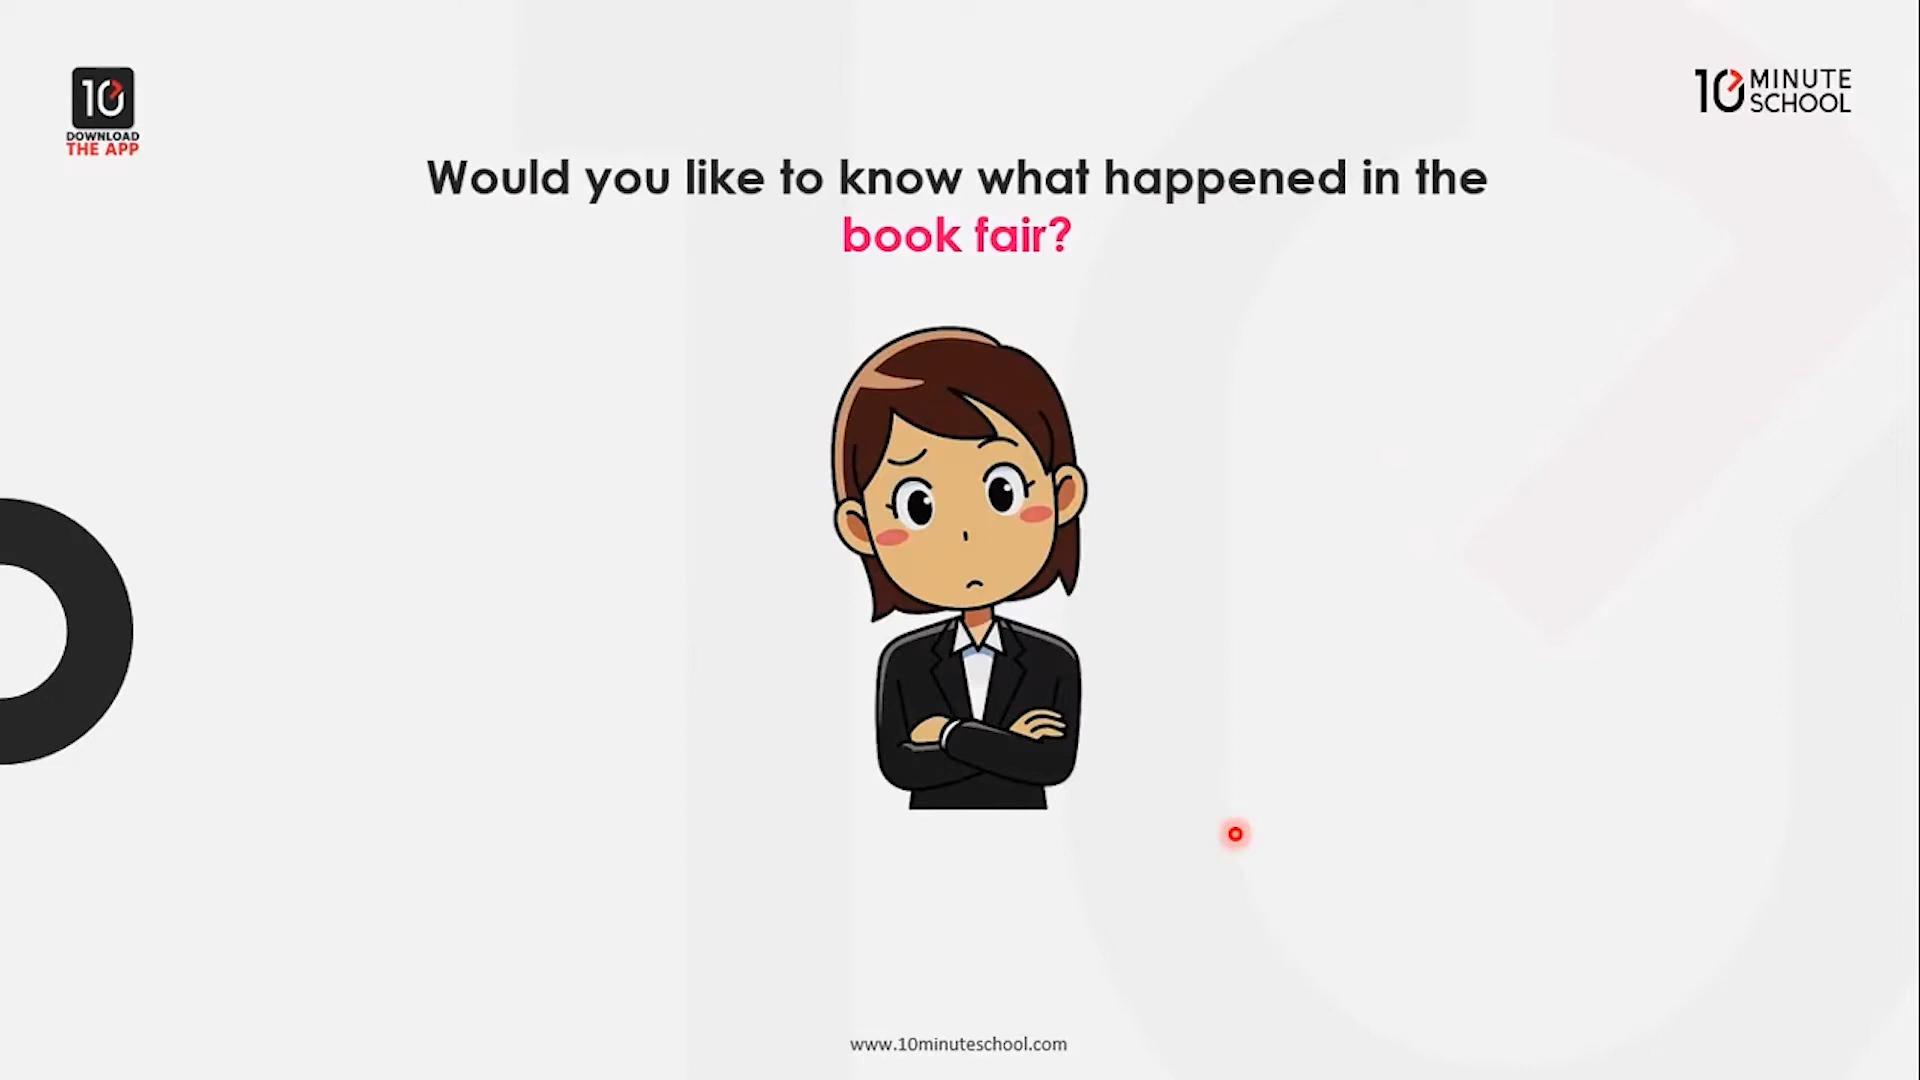 10
DOWNLOAD
THE APP
10 MINUTE
SCHOOL
Would you like to know what happened in the
book fair?
www.10minuteschool.com